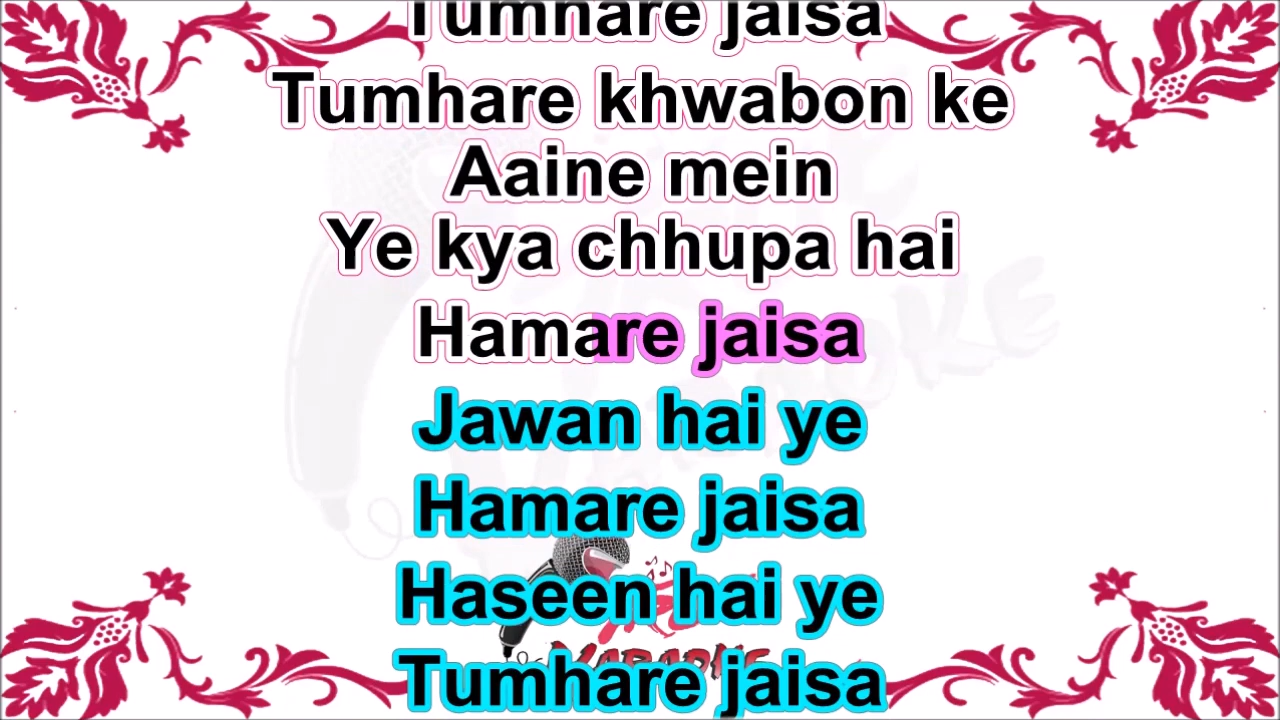 Tumhare jaisa
Tumhare khwabon ke
Aaine mein
Ye kya chhupa hai
Hamare jaisa
Jawan hai ye
Hamare jaisa
Haseen hai ye
Tumhare jaisa
KARAOKE